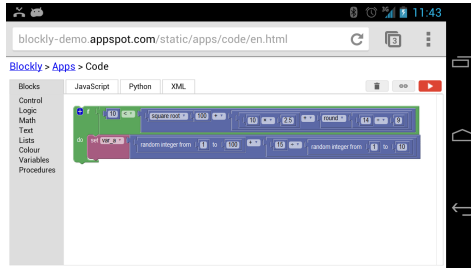 11:43
blockly-demo.appspot.com/static/apps/code/en.html
3
Blockly > Apps > Code
Blocks
JavaScript
Python
XML
Control
Logic
Math
Text
Lists
Colour
Variables
Procedures
if 10 square root 100 10 2.5 round 14 9
do set var_a random integer from 1 to 100 15 random integer from 1 to 10